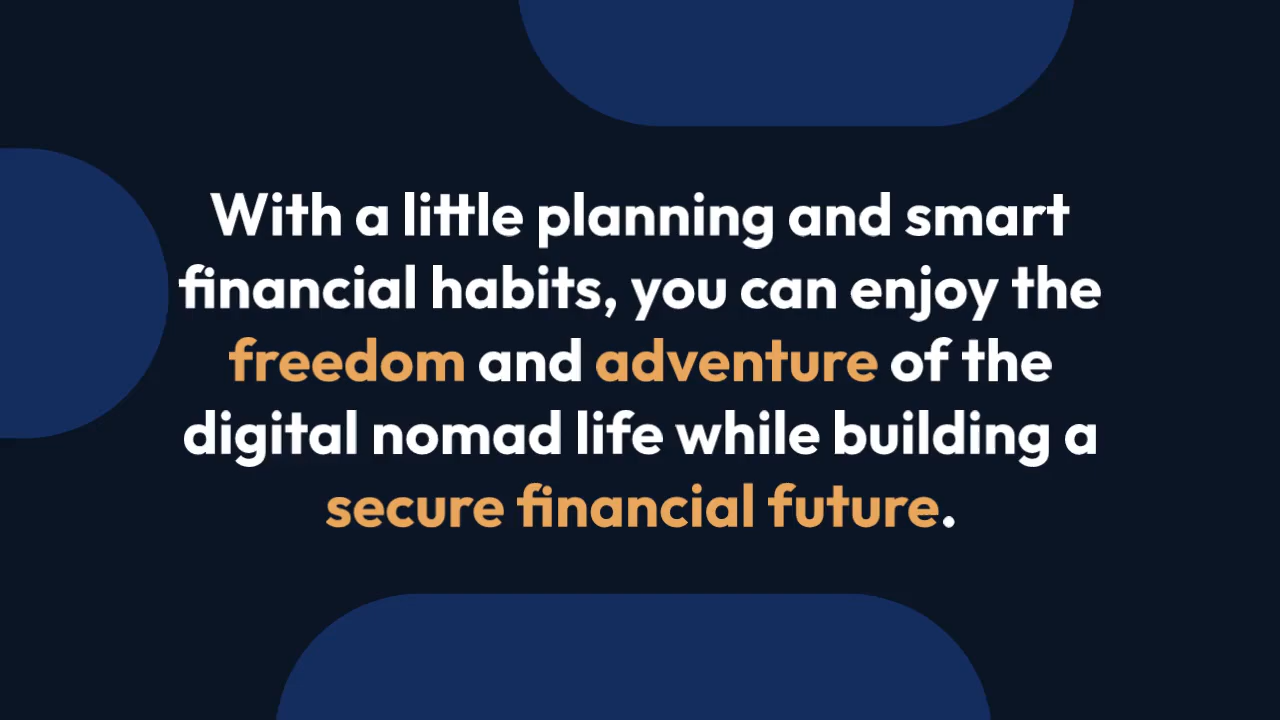 With a little planning and smart
financial habits, you can enjoy the
freedom and adventure of the
digital nomad life while building a
secure financial future.